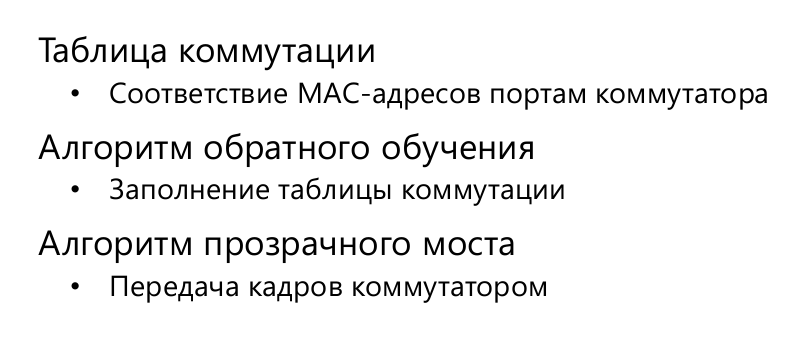 Таблица коммутации
• Соответствие MAC-адресов портам коммутатора
Алгоритм обратного обучения
• Заполнение таблицы коммутации
Алгоритм прозрачного моста
• Передача кадров коммутатором